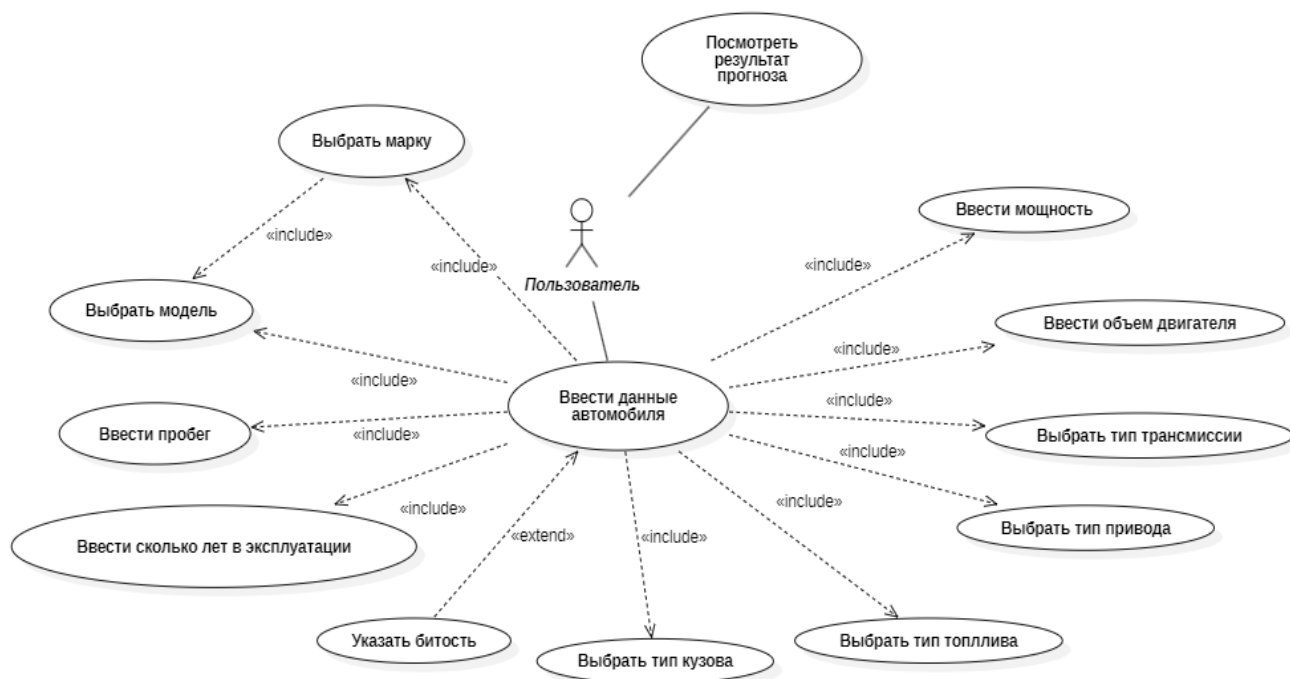 Посмотреть
результат
прогноза
Выбрать марку
Ввести мощность
«include»
«include»
«include»
Пользователь
Выбрать модель
Ввести объем двигателя
«include»
«include»
Ввести данные
автомобиля
«include»
Ввести пробег
«include»
Выбрать тип трансмиссии
«include»
«include»
«extend»
«include»
«include»
Выбрать тип привода
Ввести сколько лет в эксплуатации
Указать битость
Выбрать тип кузова
Выбрать тип топллива